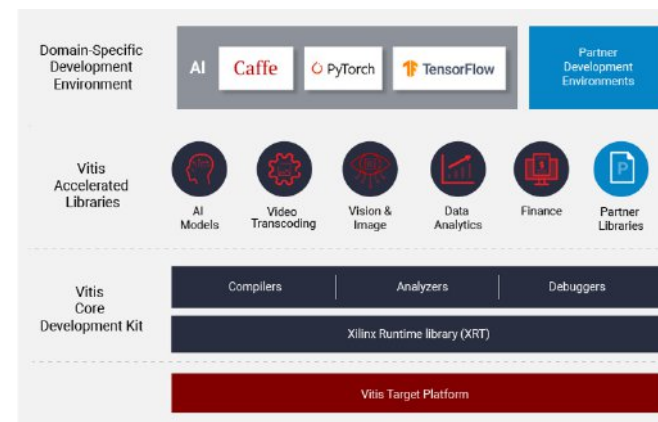 Domain-Specific
Development
Environment
AI
Caffe
PyTorch
TensorFlow
Partner
Development
Environments
Vitis
Accelerated
Libraries
AI
Models
Video
Transcoding
Vision &
Image
Data
Analytics
Finance
P
Partner
Libraries
Vitis
Core
Development Kit
Compilers
Analyzers
Debuggers
Xilinx Runtime library (XRT)
Vitis Target Platform